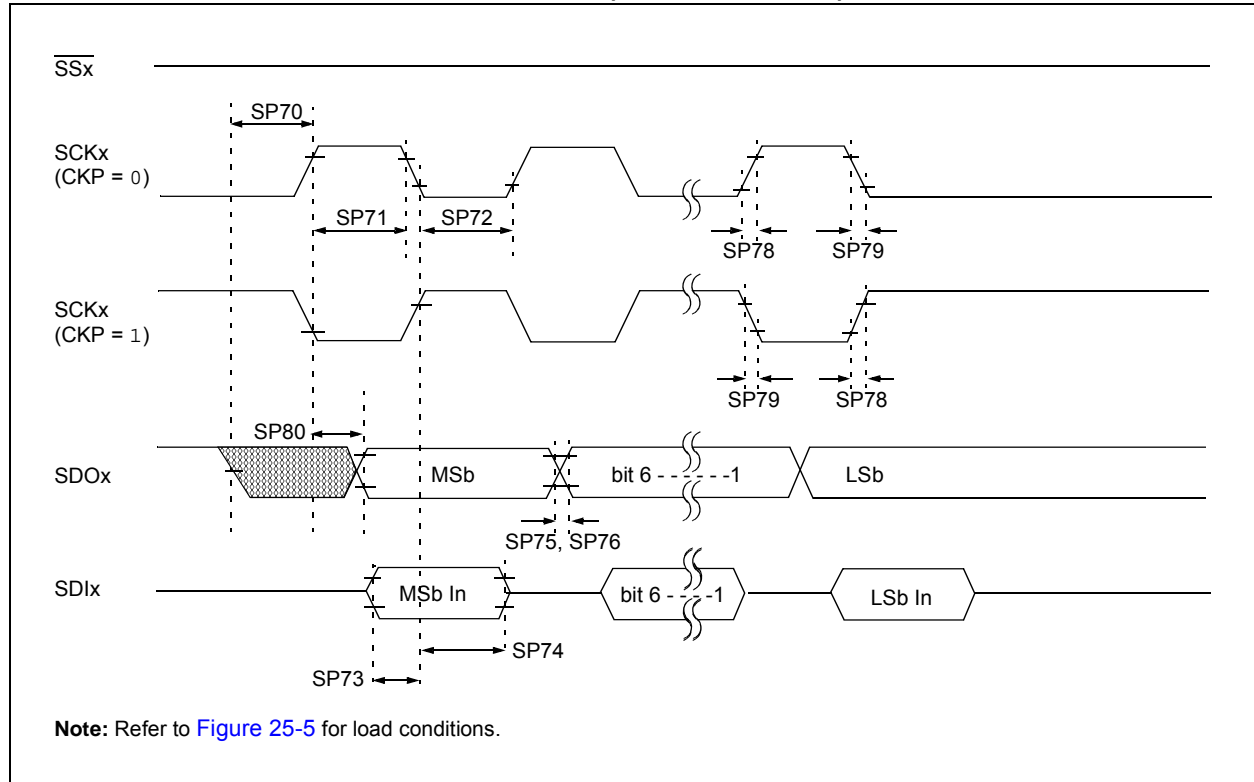 SSx
SP70
SCKx
(CKP = 0)
SP71
SP72
SP78
SP79
SCKx
(CKP = 1)
SP79
SP78
SP80
SDOx
MSb
bit 6 - - - - - -1
LSb
SP75, SP76
SDIx
MSb In
bit 6 - - - - -1
LSb In
SP74
SP73
Note: Refer to Figure 25-5 for load conditions.